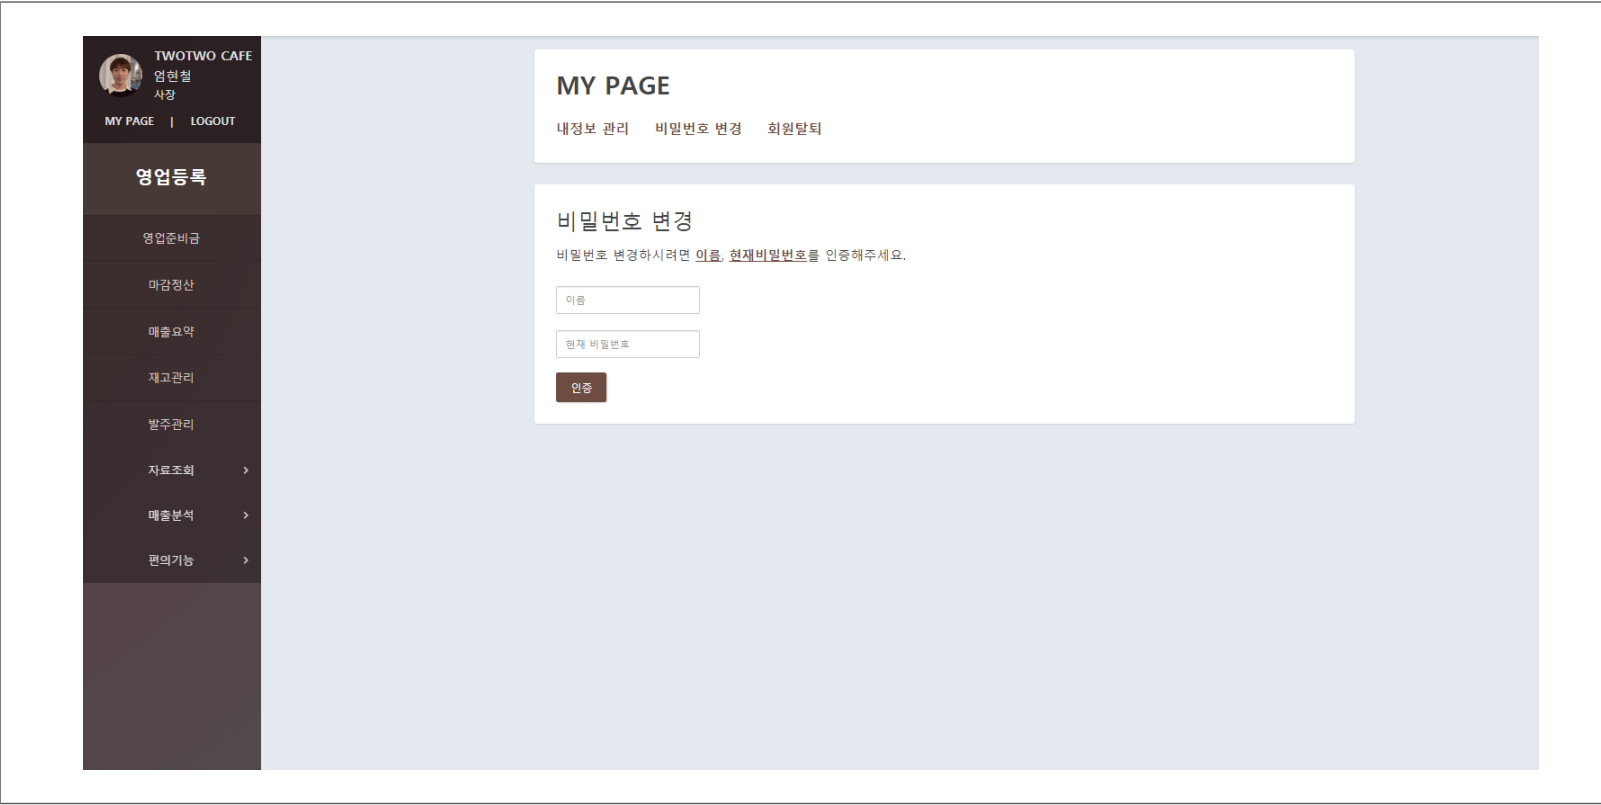 TWOTWO CAFE
엄현철
사장
MY PAGE | LOGOUT
영업등록
영업준비금
마감정산
매출요약
재고관리
발주관리
자료조회
매출분석
편의기능
MY PAGE
내정보 관리 비밀번호 변경 회원탈퇴
비밀번호 변경
비밀번호 변경하시려면 이름, 현재비밀번호를 인증해주세요.
이름
현재 비밀번호
인증